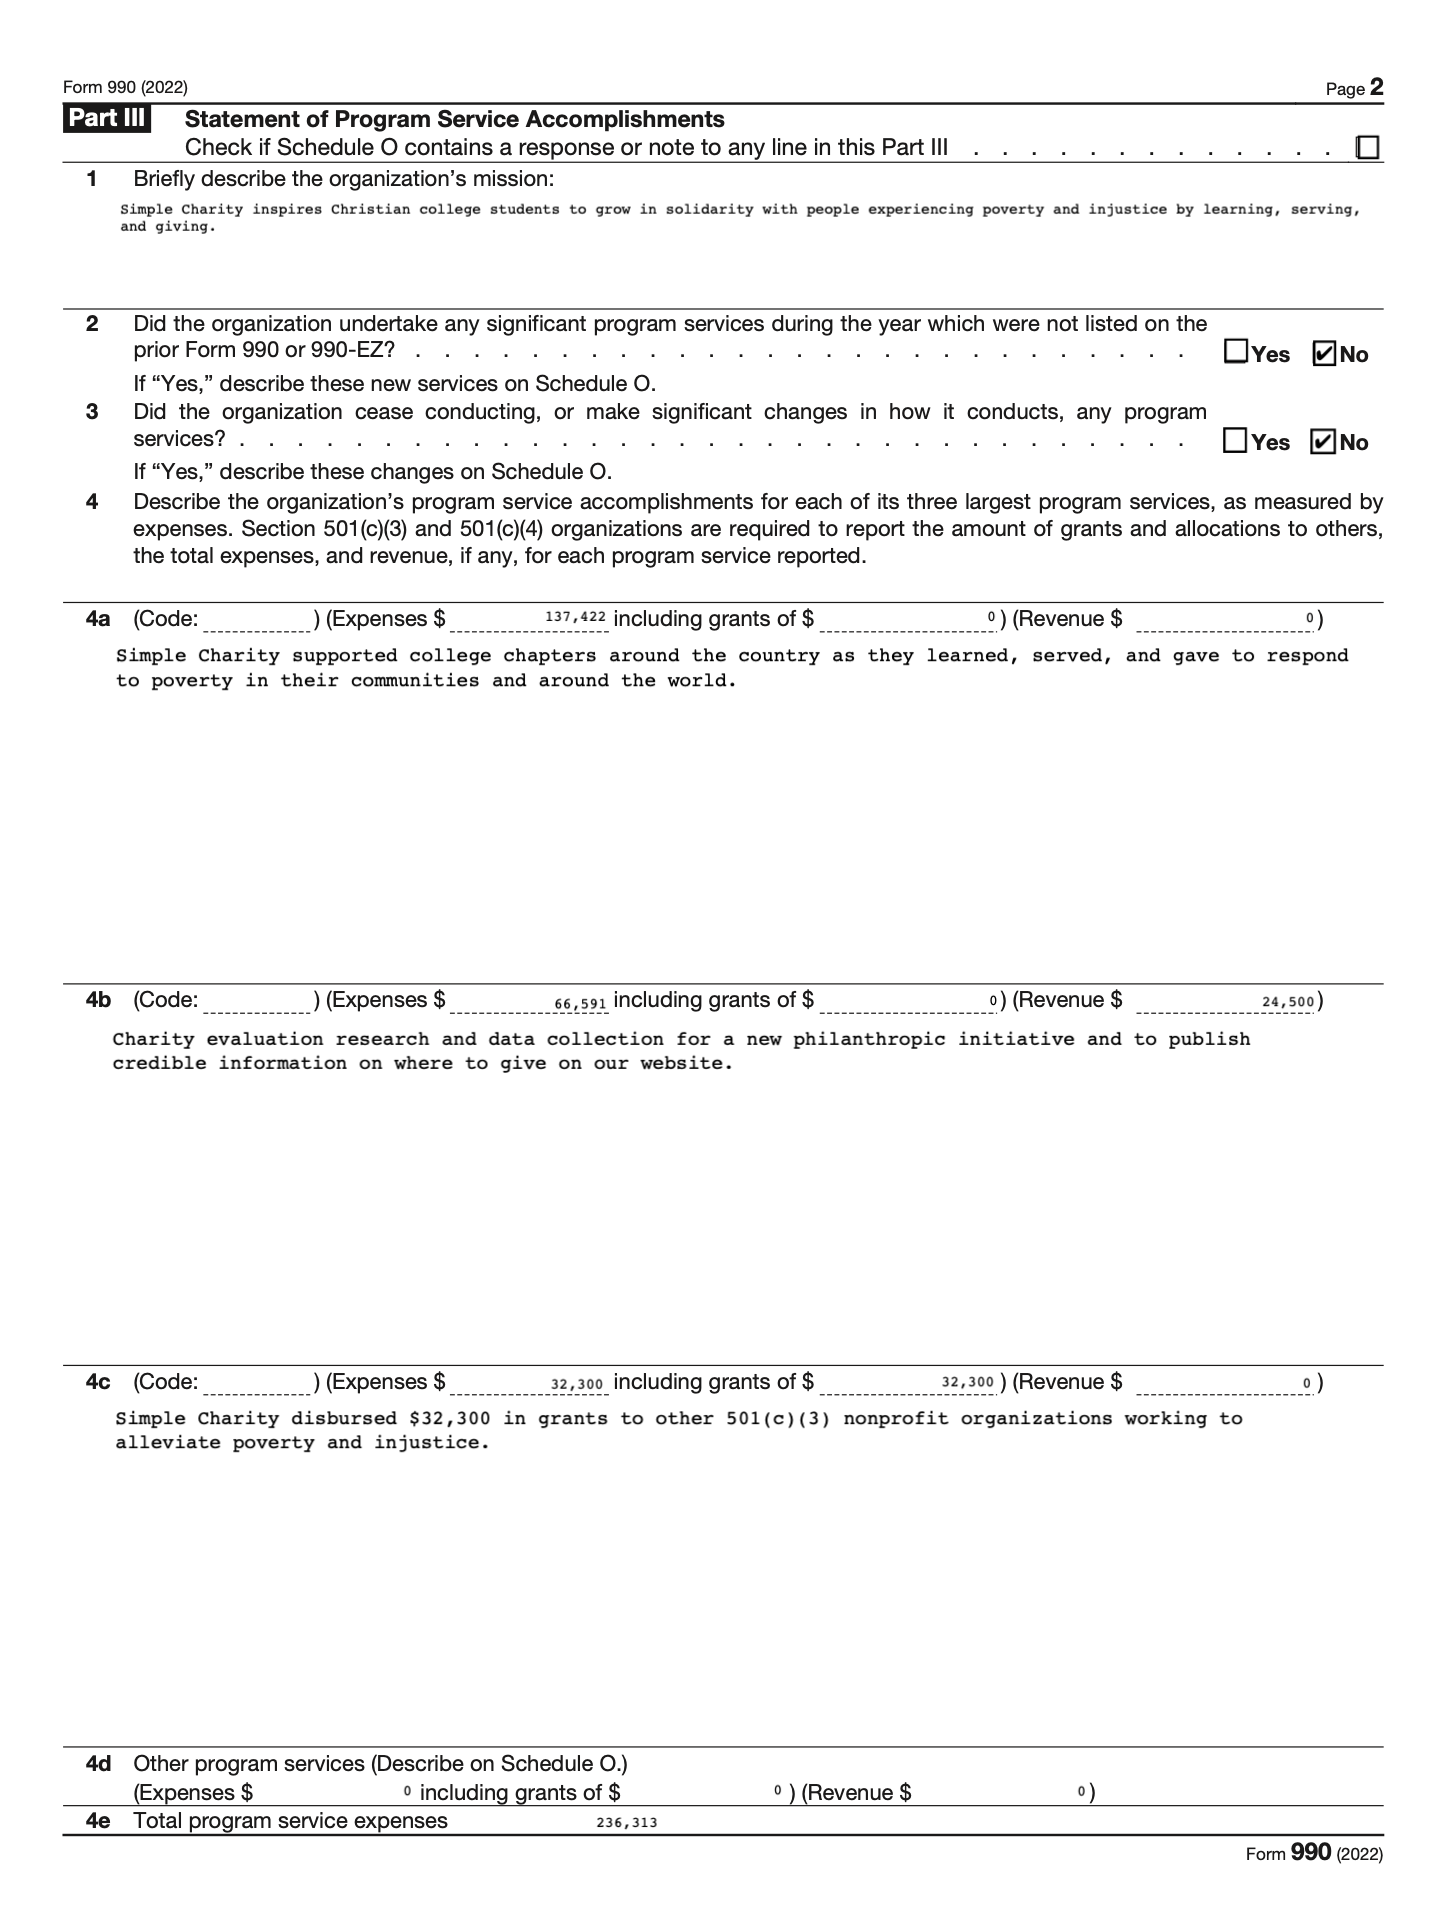 Form 990 (2022) Page 2
Part III Statement of Program Service Accomplishments
Check if Schedule O contains a response or note to any line in this Part III . . . . . . . . . . . . . ☐
1 Briefly describe the organization’s mission:
Simple Charity inspires Christian college students to grow in solidarity with people experiencing poverty and injustice by learning, serving,
and giving.
2 Did the organization undertake any significant program services during the year which were not listed on the
prior Form 990 or 990-EZ? . . . . . . . . . . . . . . . . . . . . . . . . . . . ☐ Yes ☑ No
If “Yes,” describe these new services on Schedule O.
3 Did the organization cease conducting, or make significant changes in how it conducts, any program
services? . . . . . . . . . . . . . . . . . . . . . . . . . . . . . . . . . ☐ Yes ☑ No
If “Yes,” describe these changes on Schedule O.
4 Describe the organization’s program service accomplishments for each of its three largest program services, as measured by
expenses. Section 501(c)(3) and 501(c)(4) organizations are required to report the amount of grants and allocations to others,
the total expenses, and revenue, if any, for each program service reported.
4a (Code: ) (Expenses $ 137,422 including grants of $ 0 ) (Revenue $ 0 )
Simple Charity supported college chapters around the country as they learned, served, and gave to respond
to poverty in their communities and around the world.
4b (Code: ) (Expenses $ 66,591 including grants of $ 0 ) (Revenue $ 24,500 )
Charity evaluation research and data collection for a new philanthropic initiative and to publish
credible information on where to give on our website.
4c (Code: ) (Expenses $ 32,300 including grants of $ 32,300 ) (Revenue $ 0 )
Simple Charity disbursed $32,300 in grants to other 501(c)(3) nonprofit organizations working to
alleviate poverty and injustice.
4d Other program services (Describe on Schedule O.)
(Expenses $ 0 including grants of $ 0 ) (Revenue $ 0 )
4e Total program service expenses 236,313
Form 990 (2022)